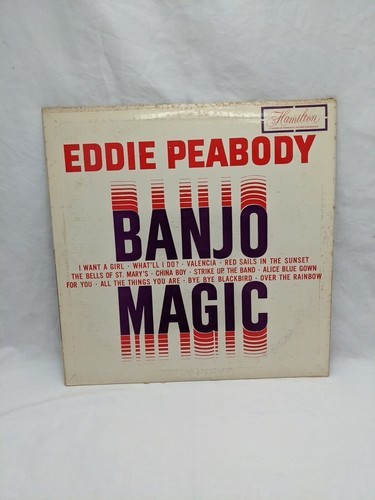 Hamilton
EDDIE PEABODY
BANJO
I WANT A GIRL · WHAT'LL I DO? · VALENCIA · RED SAILS IN THE SUNSET
THE BELLS OF ST. MARY'S · CHINA BOY · STRIKE UP THE BAND · ALICE BLUE GOWN
FOR YOU · ALL THE THINGS YOU ARE · BYE BYE BLACKBIRD · OVER THE RAINBOW
MAGIC